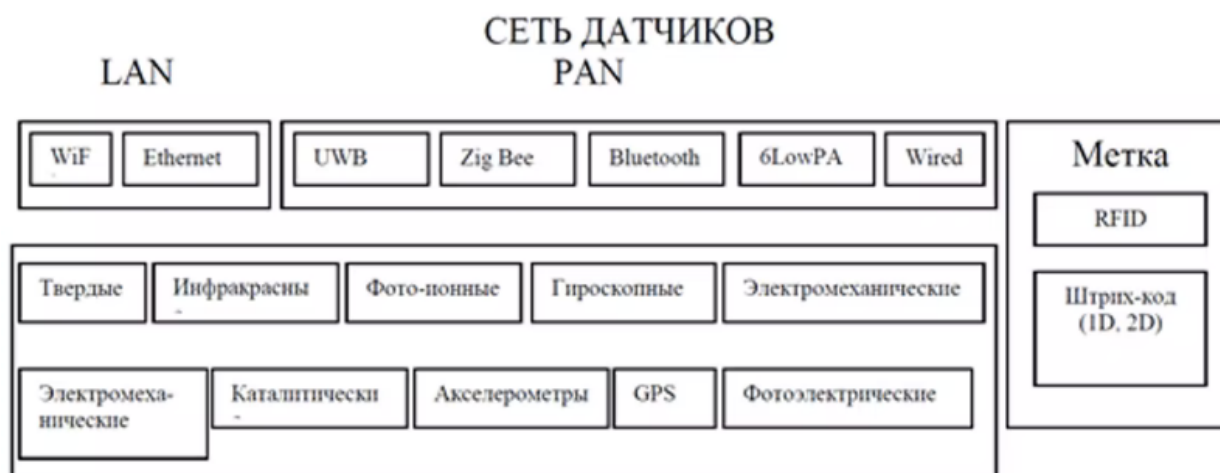 СЕТЬ ДАТЧИКОВ
LAN
PAN
WiF
Ethernet
UWB
Zig Bee
Bluetooth
6LowPA
Wired
Метка
RFID
Штрих-код
(1D. 2D)
Твердые
Инфракрасны
Фото-ионные
Гироскопные
Электромеханические
Электромеха-
нические
Каталитически
Акселерометры
GPS
Фотоэлектрические